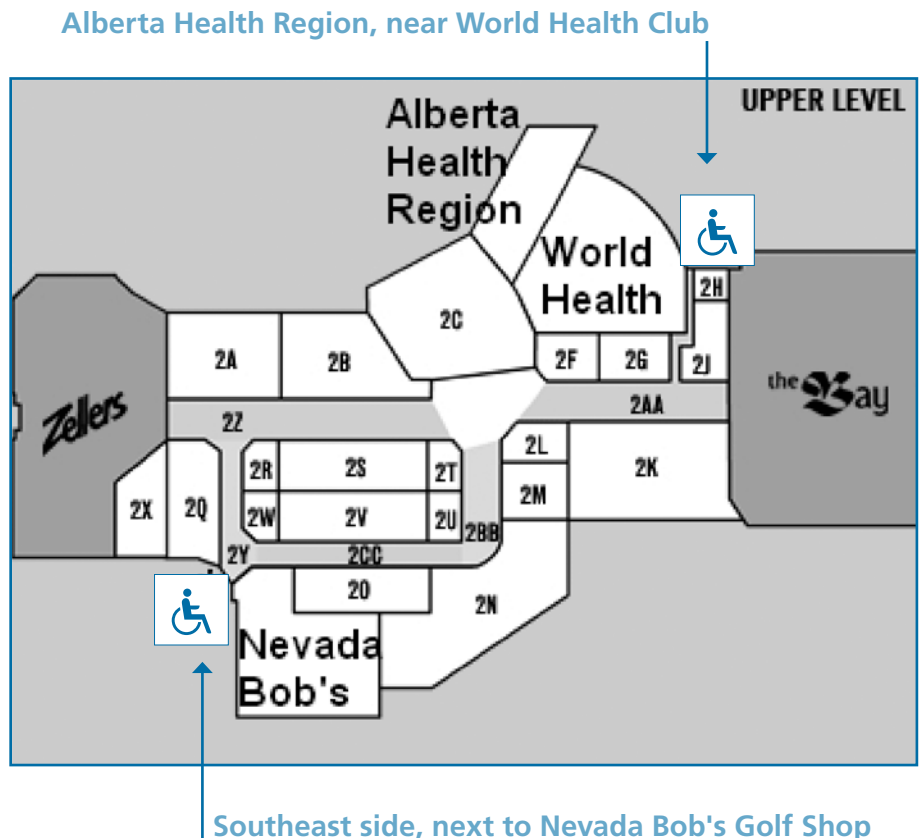 Alberta Health Region, near World Health Club
UPPER LEVEL
Alberta
Health
Region
World
Health
2H
2C
2A
2B
2F
2G
2J
the Bay
Zellers
2Z
2AA
2L
2K
2R
2S
2T
2M
2X
2Q
2W
2V
2U
2BB
2Y
2CC
2O
2N
Nevada
Bob's
Southeast side, next to Nevada Bob's Golf Shop